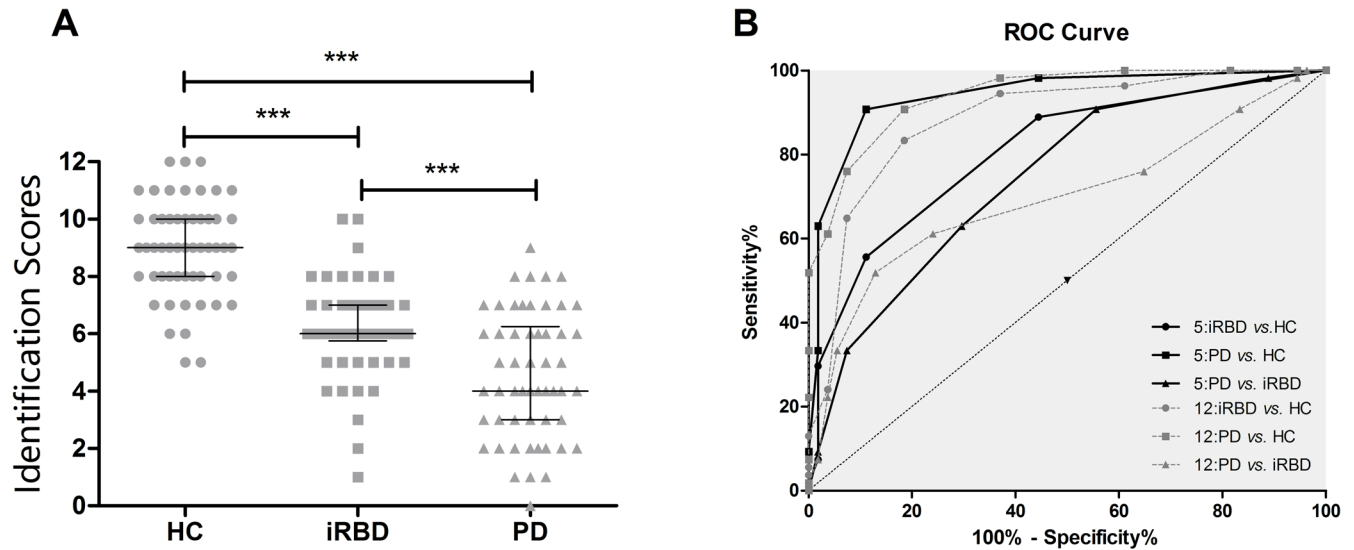 A
***
***
***
Identification Scores
12
10
8
6
4
2
0
HC
iRBD
PD
B
ROC Curve
Sensitivity%
100
80
60
40
20
0
0
20
40
60
80
100
100% - Specificity%
5:iRBD vs.HC
5:PD vs. HC
5:PD vs. iRBD
12:iRBD vs. HC
12:PD vs. HC
12:PD vs. iRBD